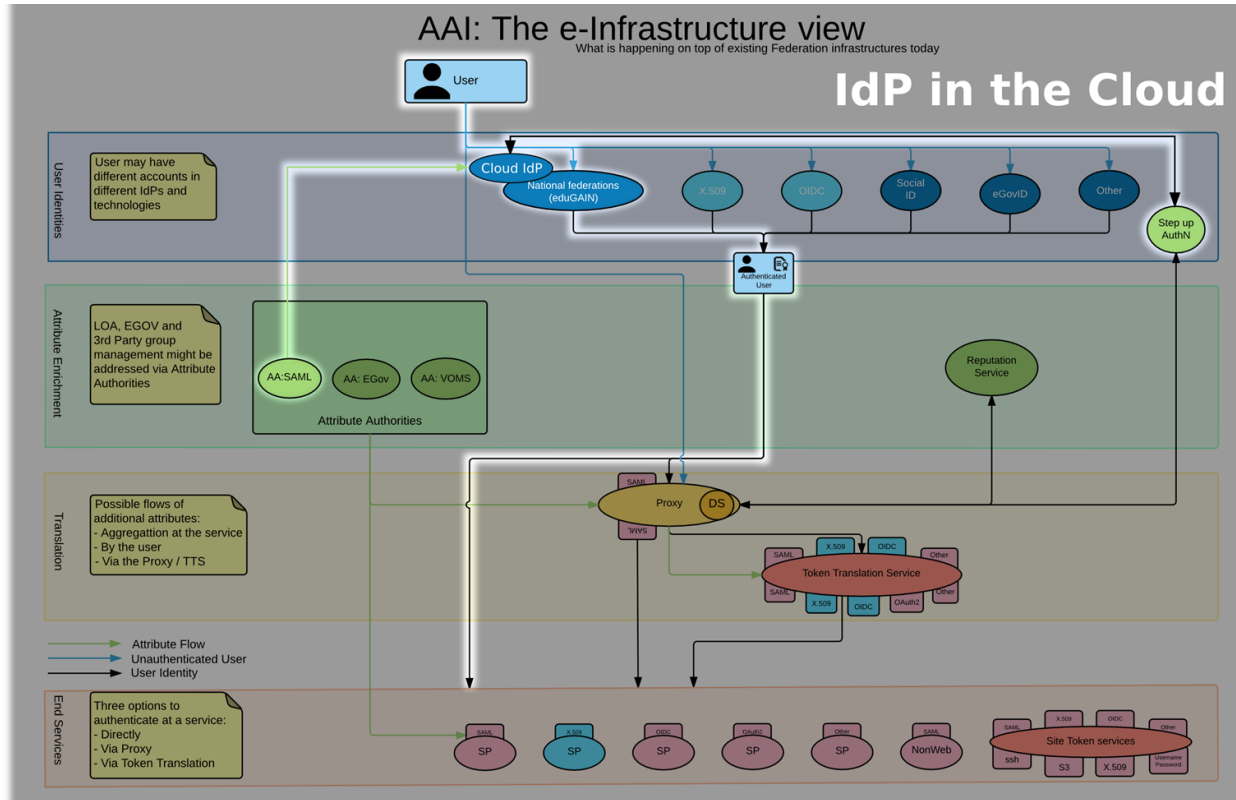 AAI: The e-Infrastructure view
What is happening on top of existing Federation infrastructures today
IdP in the Cloud
User
User Identities
User may have
different accounts in
different IdPs and
technologies
Cloud IdP
National federations
(eduGAIN)
X.509
OIDC
Social
ID
eGovID
Other
Step up
AuthN
Authenticated
User
Attribute Enrichment
LOA, EGOV and
3rd Party group
management might be
addressed via Attribute
Authorities
AA:SAML
AA: EGov
AA: VOMS
Attribute Authorities
Reputation
Service
Translation
Possible flows of
additional attributes:
- Aggregattion at the service
- By the user
- Via the Proxy / TTS
SAML
Proxy
DS
SAML
SAML
X.509
OIDC
Other
Token Translation Service
SAML
X.509
OIDC
OAuth2
Other
Attribute Flow
Unauthenticated User
User Identity
End Services
Three options to
authenticate at a service:
- Directly
- Via Proxy
- Via Token Translation
SAML
SP
X.509
SP
OIDC
SP
OAuth2
SP
Other
SP
SAML
NonWeb
SAML
X.509
OIDC
Other
Site Token services
ssh
S3
X.509
Username
Password